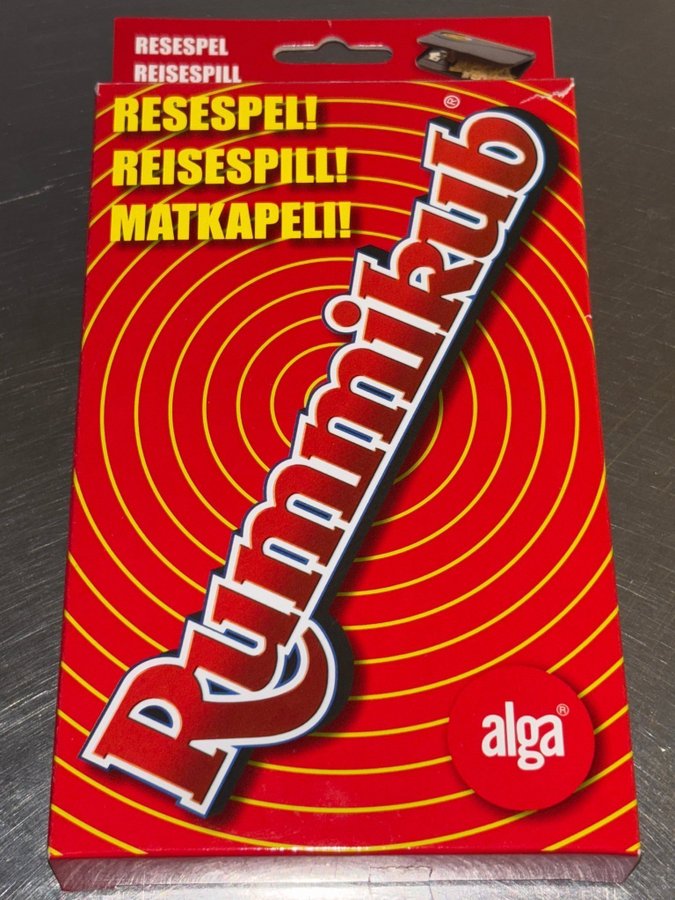 RESESPEL
REISESPILL
RESESPEL!
REISESPILL!
MATKAPELI!
Rummikub®
alga®